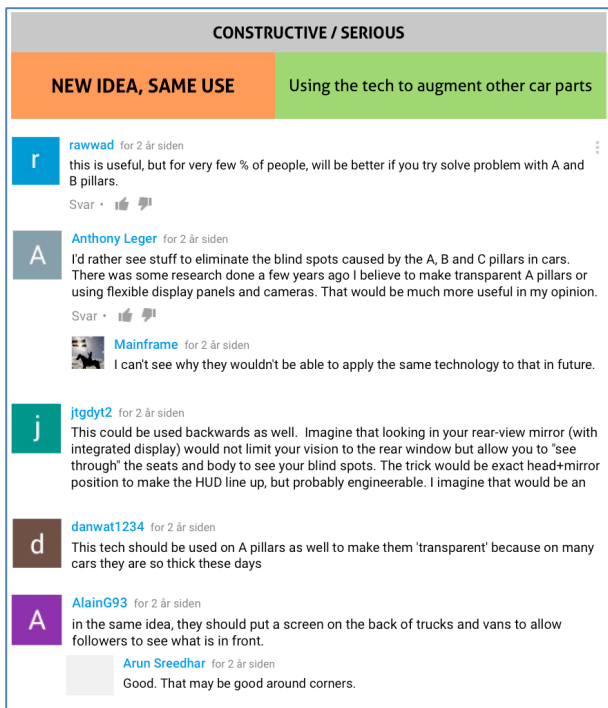 CONSTRUCTIVE / SERIOUS
NEW IDEA, SAME USE
Using the tech to augment other car parts
r
rawwad for 2 år siden
this is useful, but for very few % of people, will be better if you try solve problem with A and
B pillars.
Svar •
A
Anthony Leger for 2 år siden
I'd rather see stuff to eliminate the blind spots caused by the A, B and C pillars in cars.
There was some research done a few years ago I believe to make transparent A pillars or
using flexible display panels and cameras. That would be much more useful in my opinion.
Svar •
Mainframe for 2 år siden
I can't see why they wouldn't be able to apply the same technology to that in future.
j
jtgdyt2 for 2 år siden
This could be used backwards as well.  Imagine that looking in your rear-view mirror (with
integrated display) would not limit your vision to the rear window but allow you to "see
through" the seats and body to see your blind spots. The trick would be exact head+mirror
position to make the HUD line up, but probably engineerable. I imagine that would be an
d
danwat1234 for 2 år siden
This tech should be used on A pillars as well to make them 'transparent' because on many
cars they are so thick these days
A
AlainG93 for 2 år siden
in the same idea, they should put a screen on the back of trucks and vans to allow
followers to see what is in front.
Arun Sreedhar for 2 år siden
Good. That may be good around corners.